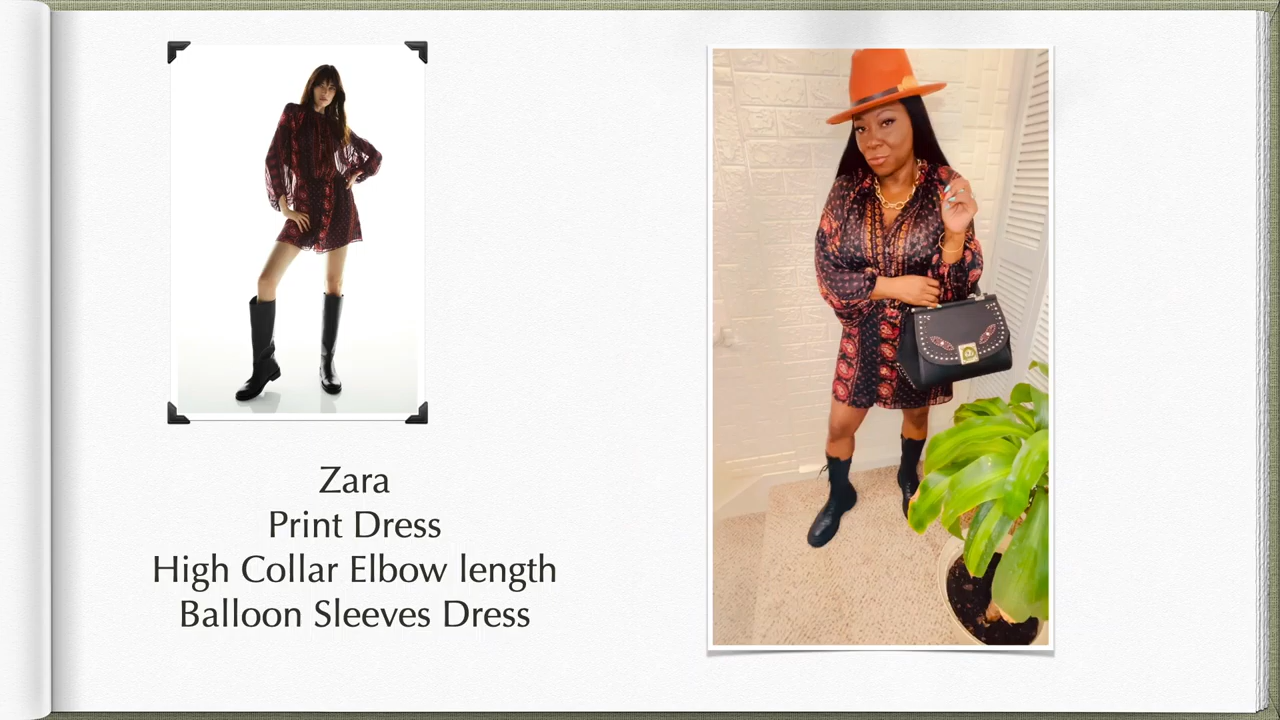 Zara
Print Dress
High Collar Elbow length
Balloon Sleeves Dress